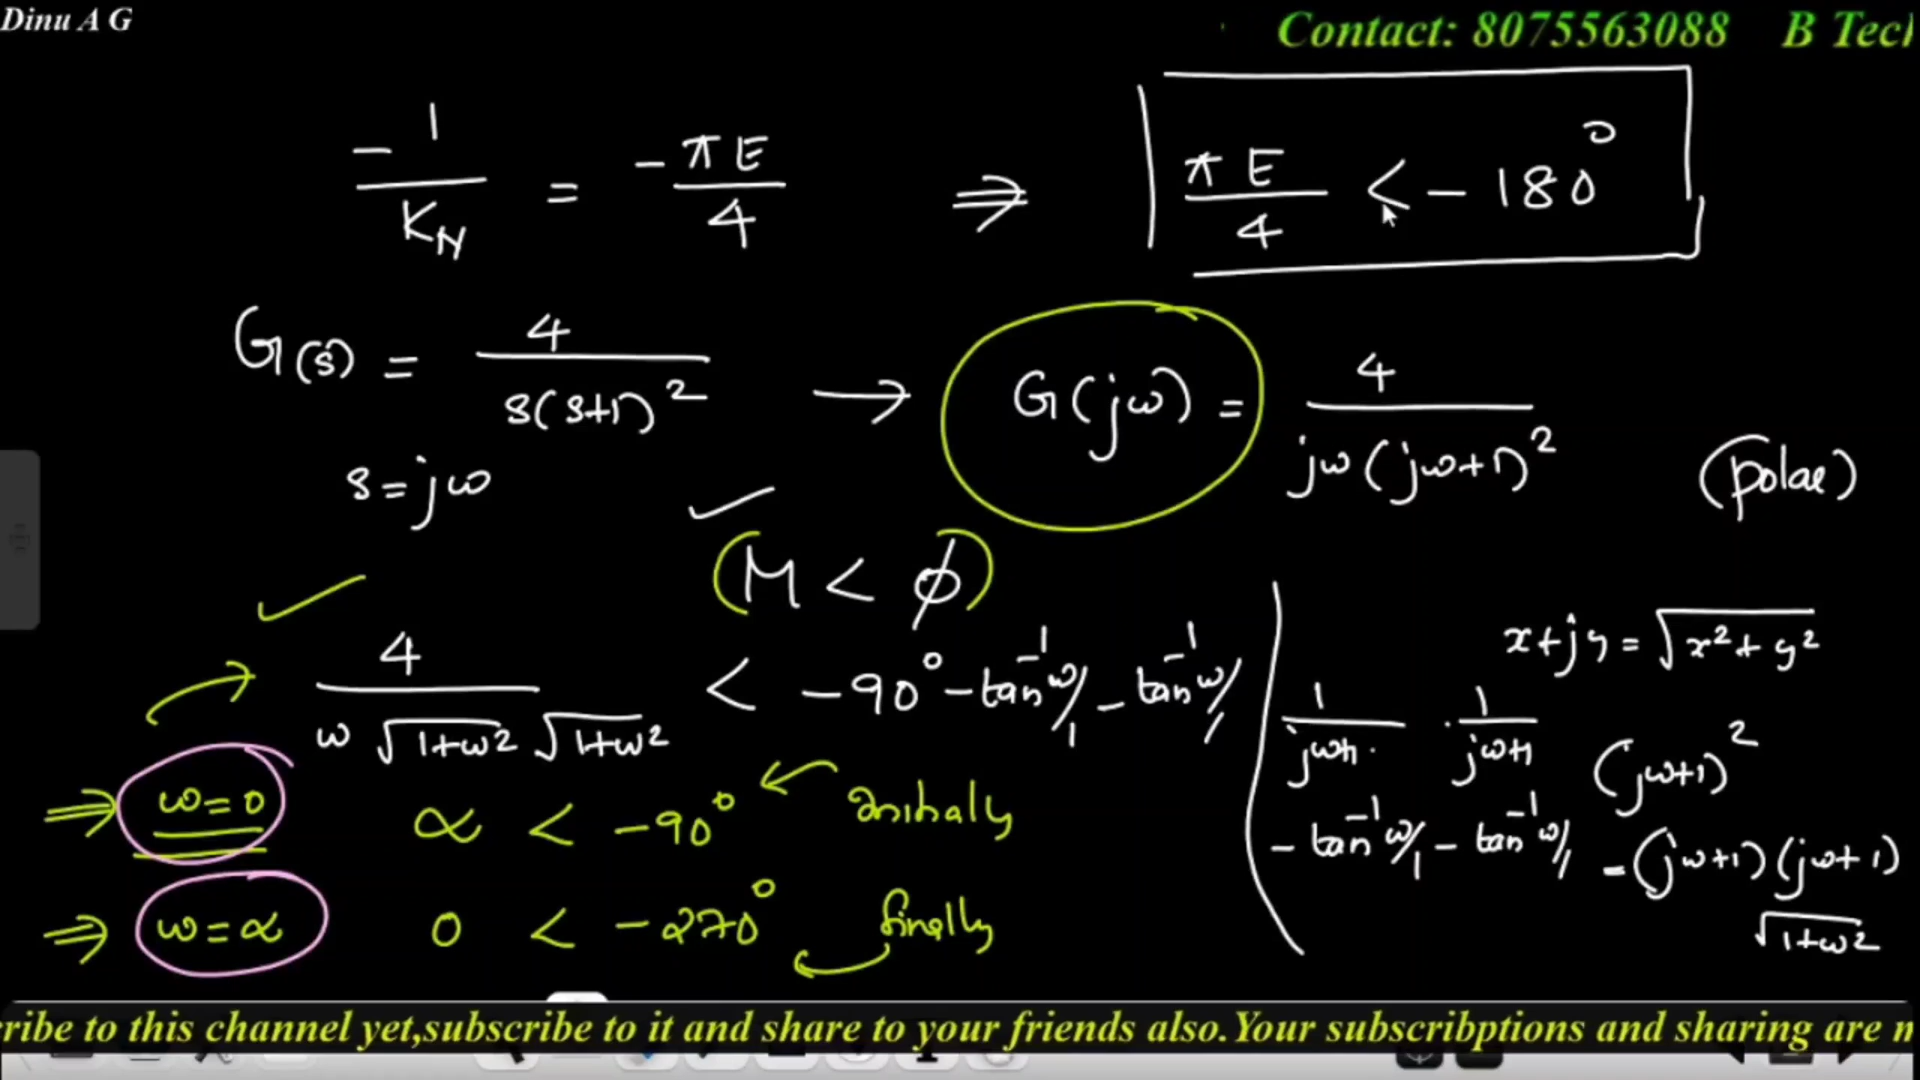 Dinu A G
Contact: 8075563088 B Tech
- 1/K_N = - πE/4 ⇒ πE/4 < - 180°
G(s) = 4/s(s+1)² → G(jω) = 4/jω(jω+1)² (polar)
s = jω
(M < ϕ)
4/ω√1+ω² √1+ω² < -90° - tan⁻¹ω/1 - tan⁻¹ω/1
x+jy = √x²+y²
1/jω+1 · 1/jω+1 (jω+1)²
⇒ ω=0 ∝ < -90° ← Initially
- tan⁻¹ω/1 - tan⁻¹ω/1 = (jω+1)(jω+1)
⇒ ω=∝ 0 < -270° finally
√1+ω²
cribe to this channel yet,subscribe to it and share to your friends also.Your subscribptions and sharing are m